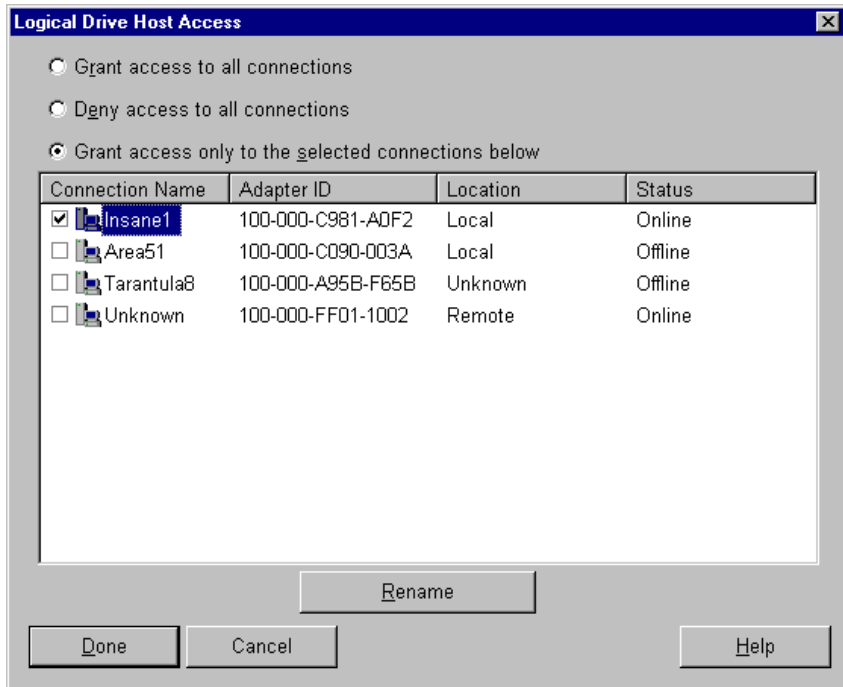 Logical Drive Host Access
Grant access to all connections
Deny access to all connections
Grant access only to the selected connections below
Connection Name Adapter ID Location Status
Insane1 100-000-C981-A0F2 Local Online
Area51 100-000-C090-003A Local Offline
Tarantula8 100-000-A95B-F65B Unknown Offline
Unknown 100-000-FF01-1002 Remote Online
Rename
Done Cancel Help